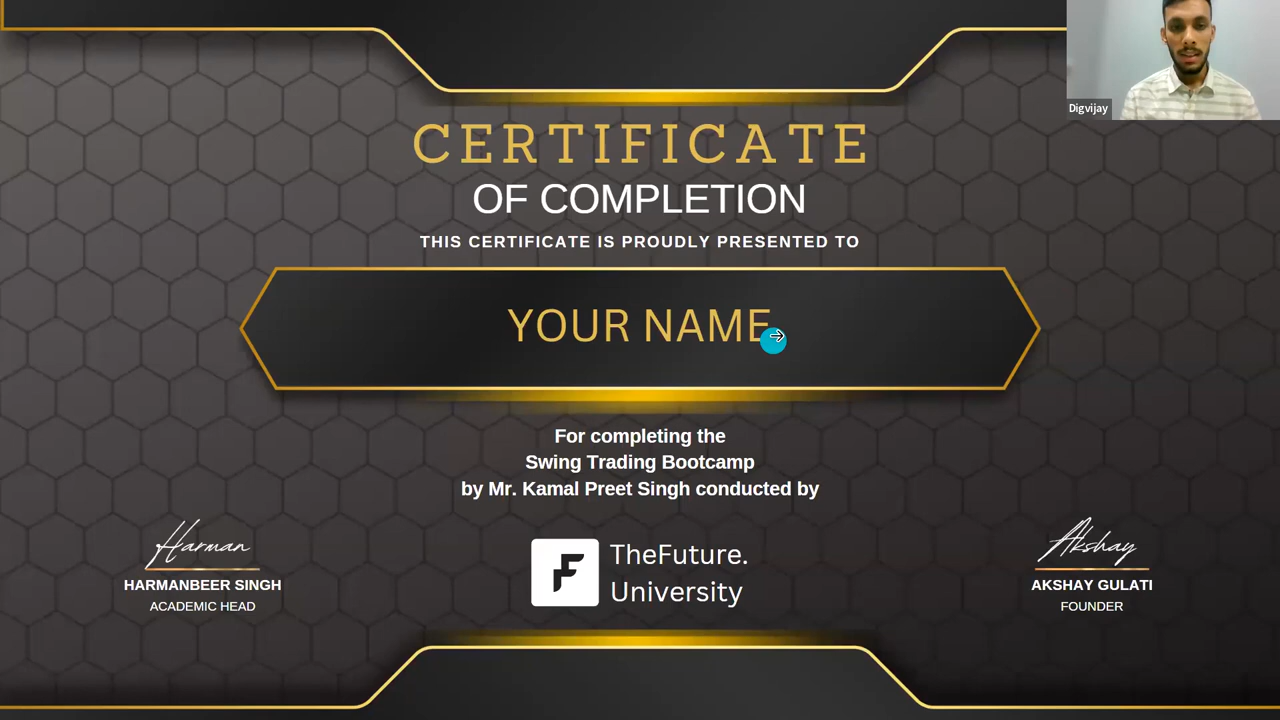 Digvijay
CERTIFICATE
OF COMPLETION
THIS CERTIFICATE IS PROUDLY PRESENTED TO
YOUR NAME
For completing the
Swing Trading Bootcamp
by Mr. Kamal Preet Singh conducted by
Harman
HARMANBEER SINGH
ACADEMIC HEAD
F TheFuture.
University
Akshay
AKSHAY GULATI
FOUNDER